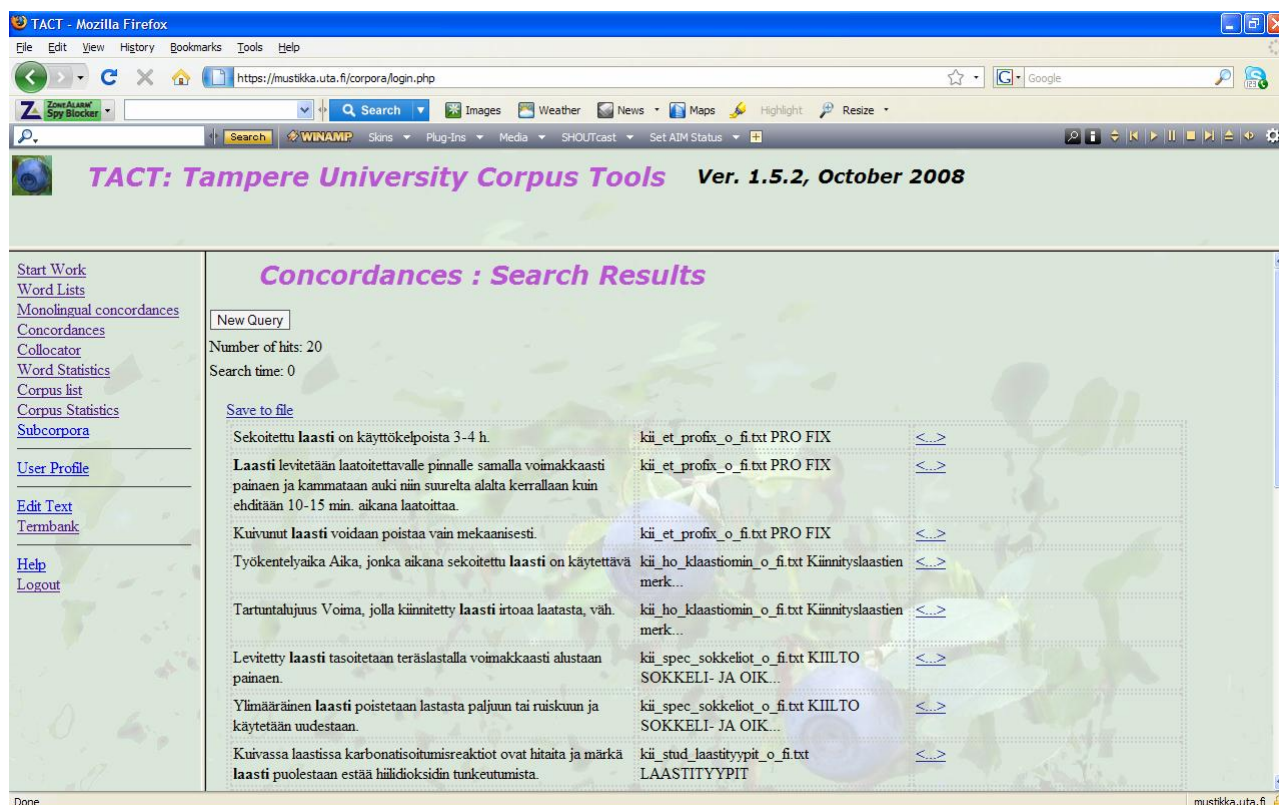 TACT - Mozilla Firefox
File Edit View History Bookmarks Tools Help
https://mustikka.uta.fi/corpora/login.php
G Google
ZoneAlarm Spy Blocker
Search Images Weather News Maps Highlight Resize
Search WINAMP Skins Plug-Ins Media SHOUTcast Set AIM Status
TACT: Tampere University Corpus Tools Ver. 1.5.2, October 2008
Start Work
Word Lists
Monolingual concordances
Concordances
Collocator
Word Statistics
Corpus list
Corpus Statistics
Subcorpora
User Profile
Edit Text
Termbank
Help
Logout
Concordances : Search Results
New Query
Number of hits: 20
Search time: 0
Save to file
Sekoitettu laasti on käyttökelpoista 3-4 h. kii_et_profix_o_fi.txt PRO FIX <...>
Laasti levitetään laatoitettavalle pinnalle samalla voimakkaasti kii_et_profix_o_fi.txt PRO FIX <...>
painaen ja kammataan auki niin suurelta alalta kerrallaan kuin
ehditään 10-15 min. aikana laatoittaa.
Kuivunut laasti voidaan poistaa vain mekaanisesti. kii_et_profix_o_fi.txt PRO FIX <...>
Työkentelyaika Aika, jonka aikana sekoitettu laasti on käytettävä kii_ho_klaastiomin_o_fi.txt Kiinnityslaastien <...>
merk...
Tartuntalujuus Voima, jolla kiinnitetty laasti irtoaa laatasta, väh. kii_ho_klaastiomin_o_fi.txt Kiinnityslaastien <...>
merk...
Levitetty laasti tasoitetaan teräslastalla voimakkaasti alustaan kii_spec_sokkeliot_o_fi.txt KIILTO <...>
painaen. SOKKELI- JA OIK...
Ylimääräinen laasti poistetaan lastasta paljuun tai ruiskuun ja kii_spec_sokkeliot_o_fi.txt KIILTO <...>
käytetään uudestaan. SOKKELI- JA OIK...
Kuivassa laastissa karbonatisoitumisreaktiot ovat hitaita ja märkä kii_stud_laastityypit_o_fi.txt <...>
laasti puolestaan estää hiilidioksidin tunkeutumista. LAASTITYYPIT
Done mustikka.uta.fi